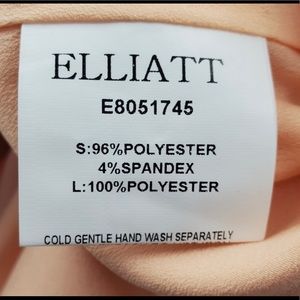 ELLIATT
E8051745
S:96%POLYESTER
4%SPANDEX
L:100%POLYESTER
COLD GENTLE HAND WASH SEPARATELY